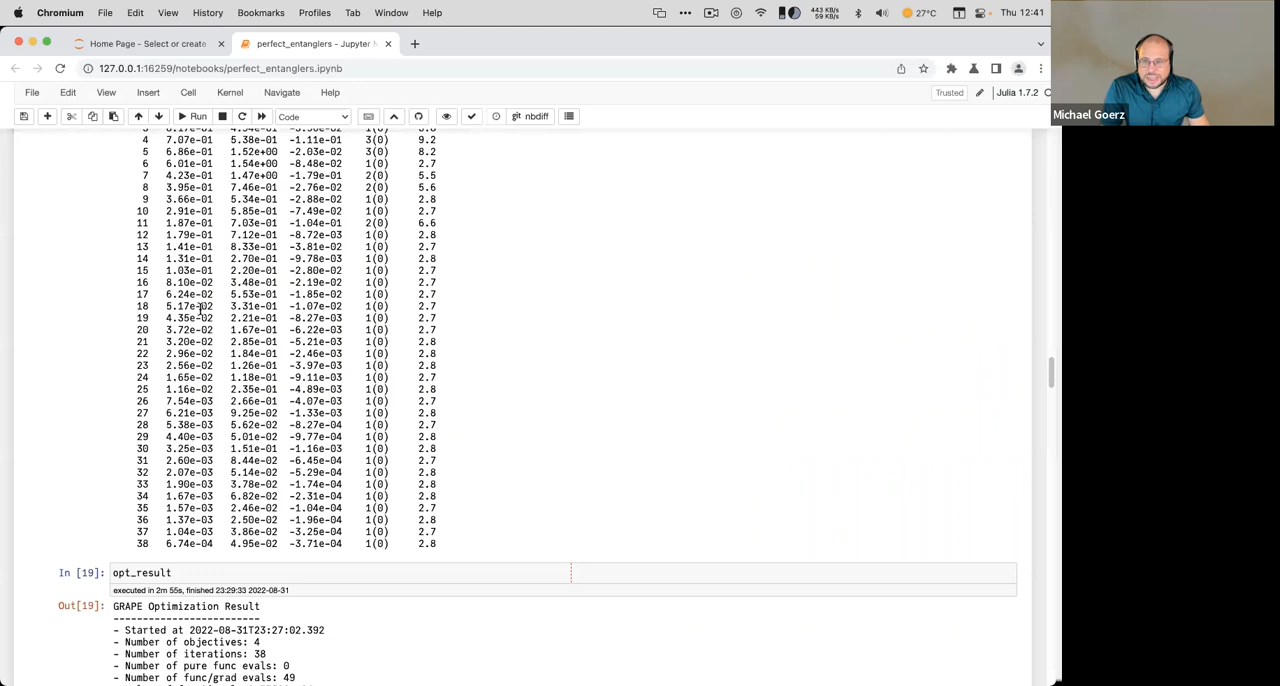 Chromium File Edit View History Bookmarks Profiles Tab Window Help 443 KB/s 59 KB/s 27°C Thu 12:41
Home Page - Select or create perfect_entanglers - Jupyter N
127.0.0.1:16259/notebooks/perfect_entanglers.ipynb
File Edit View Insert Cell Kernel Navigate Help Trusted Julia 1.7.2
Run Code nbdiff
Michael Goerz
4 7.07e-01 5.38e-01 -1.11e-01 3(0) 9.2
5 6.86e-01 1.52e+00 -2.03e-02 3(0) 8.2
6 6.01e-01 1.54e+00 -8.48e-02 1(0) 2.7
7 4.23e-01 1.47e+00 -1.79e-01 2(0) 5.5
8 3.95e-01 7.46e-01 -2.76e-02 2(0) 5.6
9 3.66e-01 5.34e-01 -2.88e-02 1(0) 2.8
10 2.91e-01 5.85e-01 -7.49e-02 1(0) 2.7
11 1.87e-01 7.03e-01 -1.04e-01 2(0) 6.6
12 1.79e-01 7.12e-01 -8.72e-03 1(0) 2.8
13 1.41e-01 8.33e-01 -3.81e-02 1(0) 2.7
14 1.31e-01 2.70e-01 -9.78e-03 1(0) 2.8
15 1.03e-01 2.20e-01 -2.80e-02 1(0) 2.7
16 8.10e-02 3.48e-01 -2.19e-02 1(0) 2.7
17 6.24e-02 5.53e-01 -1.85e-02 1(0) 2.7
18 5.17e-02 3.31e-01 -1.07e-02 1(0) 2.7
19 4.35e-02 2.21e-01 -8.27e-03 1(0) 2.7
20 3.72e-02 1.67e-01 -6.22e-03 1(0) 2.8
21 3.20e-02 2.85e-01 -5.21e-03 1(0) 2.8
22 2.96e-02 1.84e-01 -2.46e-03 1(0) 2.8
23 2.56e-02 1.26e-01 -3.97e-03 1(0) 2.8
24 1.65e-02 1.18e-01 -9.11e-03 1(0) 2.7
25 1.16e-02 2.35e-01 -4.89e-03 1(0) 2.8
26 7.54e-03 2.66e-01 -4.07e-03 1(0) 2.7
27 6.21e-03 9.25e-02 -1.33e-03 1(0) 2.8
28 5.38e-03 5.62e-02 -8.27e-04 1(0) 2.7
29 4.40e-03 5.01e-02 -9.77e-04 1(0) 2.8
30 3.25e-03 1.51e-01 -1.16e-03 1(0) 2.8
31 2.60e-03 8.44e-02 -6.45e-04 1(0) 2.7
32 2.07e-03 5.14e-02 -5.29e-04 1(0) 2.8
33 1.90e-03 3.78e-02 -1.74e-04 1(0) 2.8
34 1.67e-03 6.82e-02 -2.31e-04 1(0) 2.8
35 1.57e-03 2.46e-02 -1.04e-04 1(0) 2.7
36 1.37e-03 2.50e-02 -1.96e-04 1(0) 2.8
37 1.04e-03 3.86e-02 -3.25e-04 1(0) 2.7
38 6.74e-04 4.95e-02 -3.71e-04 1(0) 2.8
In [19]: opt_result
executed in 2m 55s, finished 23:29:33 2022-08-31
Out[19]: GRAPE Optimization Result
-------------------------
- Started at 2022-08-31T23:27:02.392
- Number of objectives: 4
- Number of iterations: 38
- Number of pure func evals: 0
- Number of func/grad evals: 49